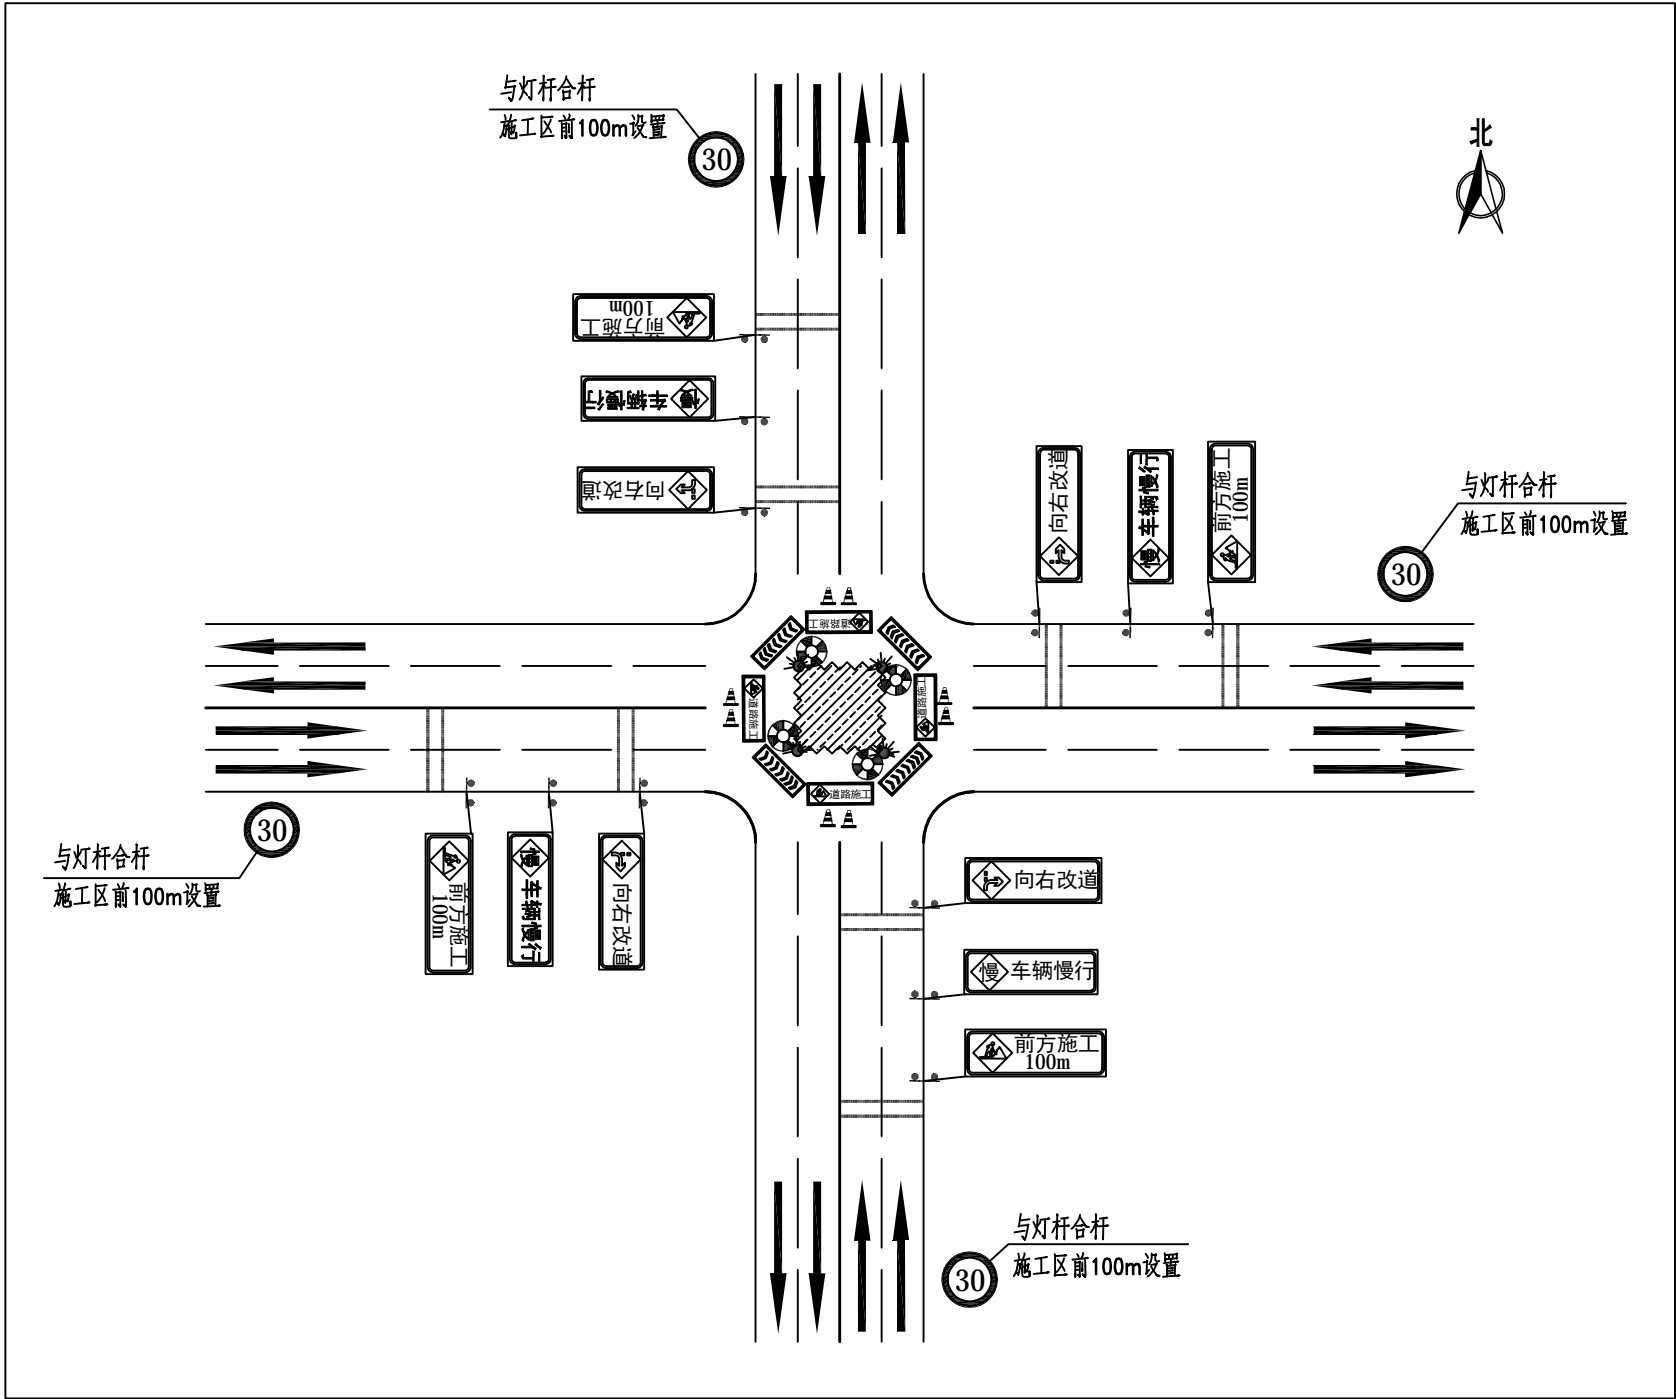 与灯杆合杆
施工区前100m设置
30
北
前方施工
100m
慢
车辆慢行
向右改道
向右改道
慢
车辆慢行
前方施工
100m
与灯杆合杆
施工区前100m设置
30
道路施工
道路施工
道路施工
道路施工
30
与灯杆合杆
施工区前100m设置
前方施工
100m
慢
车辆慢行
向右改道
向右改道
慢
车辆慢行
前方施工
100m
与灯杆合杆
施工区前100m设置
30